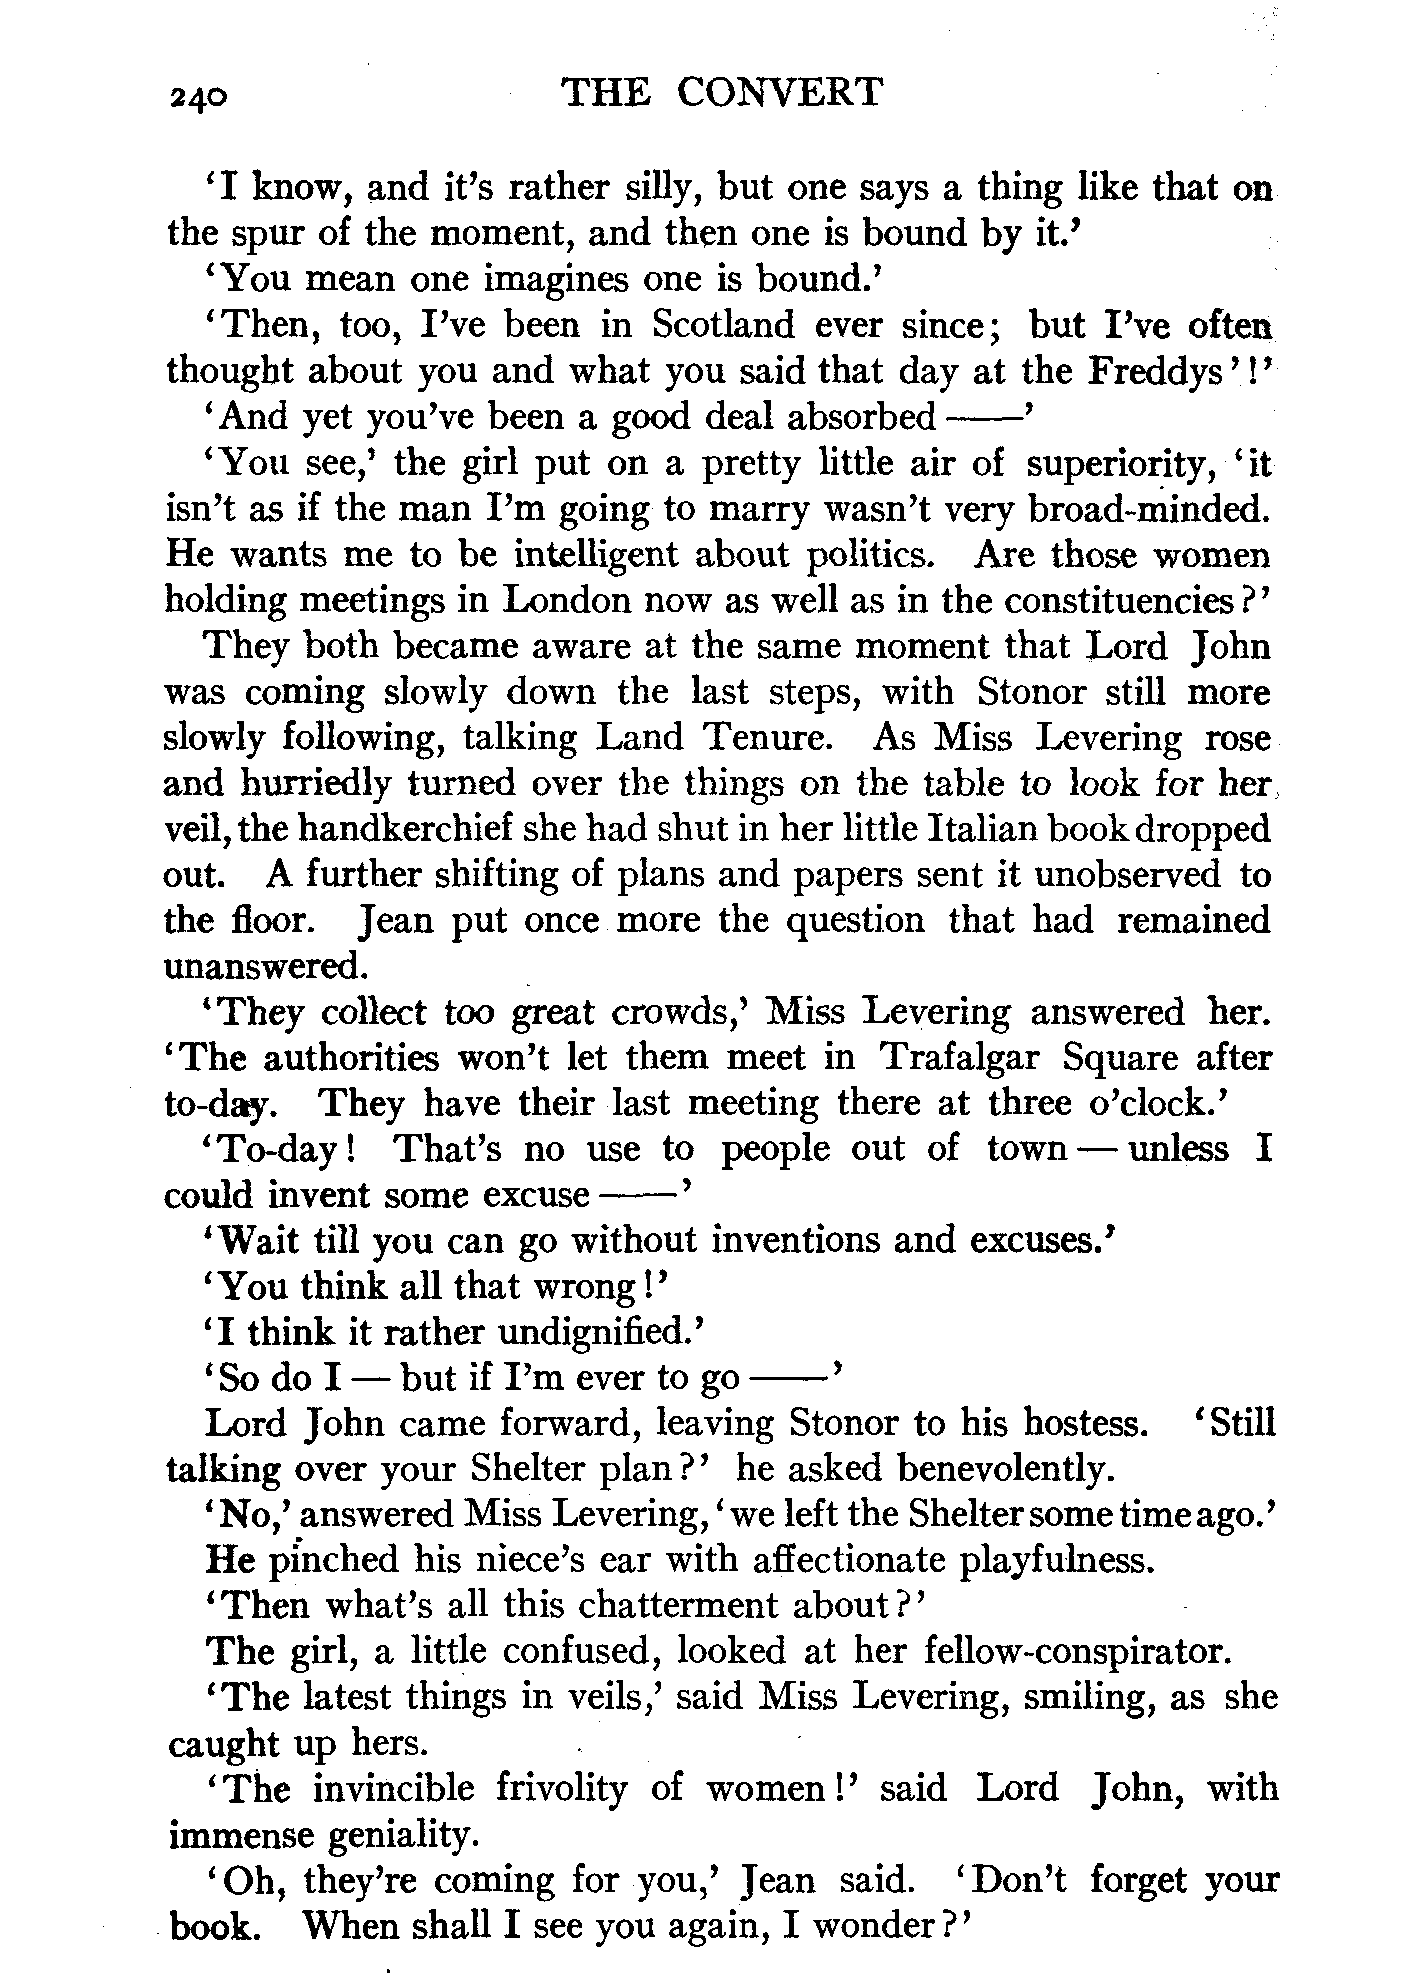 240 THE CONVERT
‘I know, and it's rather silly, but one says a thing like that on
the spur of the moment, and then one is bound by it.’
‘You mean one imagines one is bound.’
‘Then, too, I've been in Scotland ever since; but I've often
thought about you and what you said that day at the Freddys’!’
‘And yet you've been a good deal absorbed ——’
‘You see,’ the girl put on a pretty little air of superiority, ‘it
isn't as if the man I'm going to marry wasn't very broad-minded.
He wants me to be intelligent about politics. Are those women
holding meetings in London now as well as in the constituencies?’
They both became aware at the same moment that Lord John
was coming slowly down the last steps, with Stonor still more
slowly following, talking Land Tenure. As Miss Levering rose
and hurriedly turned over the things on the table to look for her
veil, the handkerchief she had shut in her little Italian book dropped
out. A further shifting of plans and papers sent it unobserved to
the floor. Jean put once more the question that had remained
unanswered.
‘They collect too great crowds,’ Miss Levering answered her.
‘The authorities won't let them meet in Trafalgar Square after
to-day. They have their last meeting there at three o'clock.’
‘To-day! That's no use to people out of town — unless I
could invent some excuse ——’
‘Wait till you can go without inventions and excuses.’
‘You think all that wrong!’
‘I think it rather undignified.’
‘So do I — but if I'm ever to go ——’
Lord John came forward, leaving Stonor to his hostess. ‘Still
talking over your Shelter plan?’ he asked benevolently.
‘No,’ answered Miss Levering, ‘we left the Shelter some time ago.’
He pinched his niece's ear with affectionate playfulness.
‘Then what's all this chatterment about?’
The girl, a little confused, looked at her fellow-conspirator.
‘The latest things in veils,’ said Miss Levering, smiling, as she
caught up hers.
‘The invincible frivolity of women!’ said Lord John, with
immense geniality.
‘Oh, they're coming for you,’ Jean said. ‘Don't forget your
book. When shall I see you again, I wonder?’